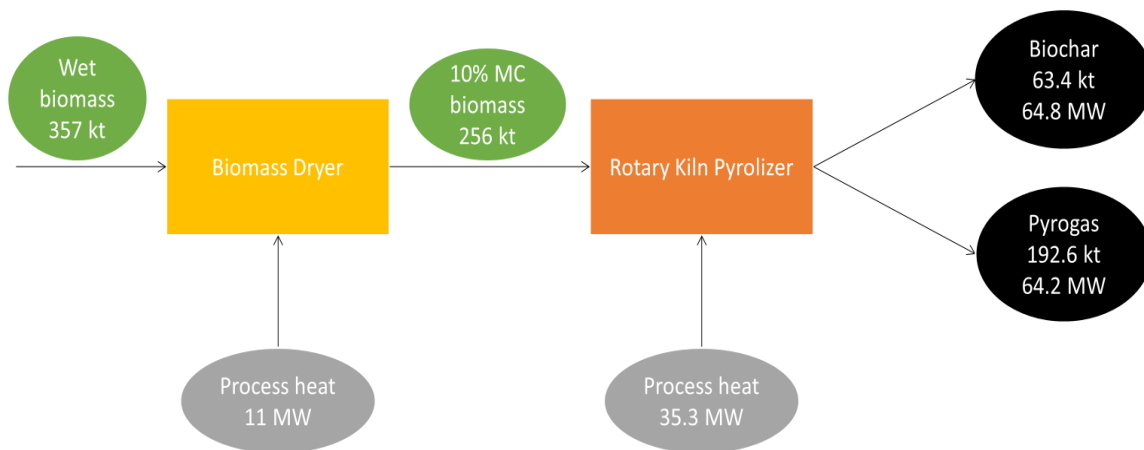 Wet
biomass
357 kt
Biomass Dryer
10% MC
biomass
256 kt
Rotary Kiln Pyrolizer
Biochar
63.4 kt
64.8 MW
Pyrogas
192.6 kt
64.2 MW
Process heat
11 MW
Process heat
35.3 MW